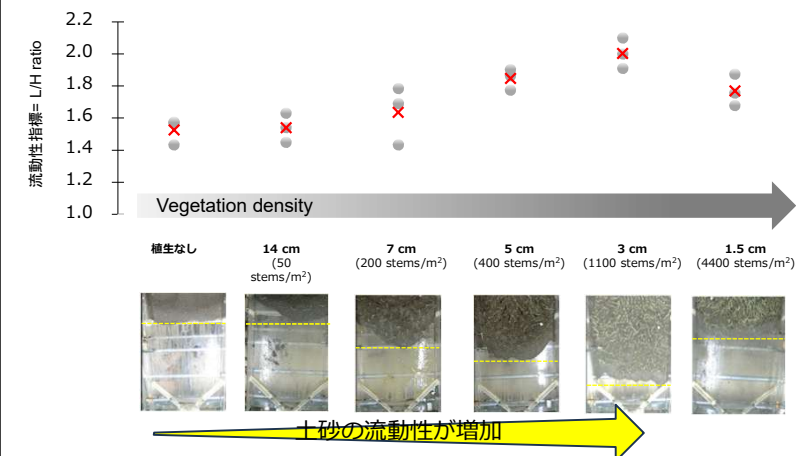 2.2
2.0
1.8
1.6
1.4
1.2
1.0
流動性指標= L/H ratio
Vegetation density
植生なし
14 cm
(50
stems/m²)
7 cm
(200 stems/m²)
5 cm
(400 stems/m²)
3 cm
(1100 stems/m²)
1.5 cm
(4400 stems/m²)
土砂の流動性が増加